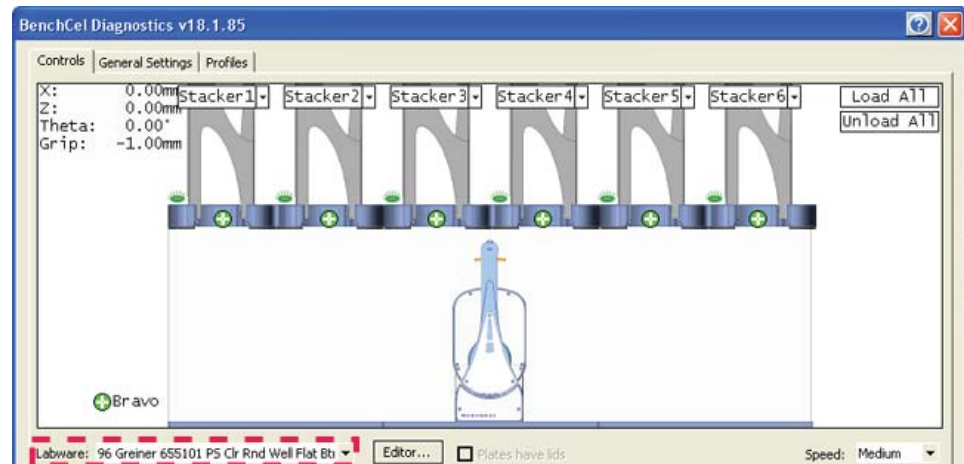 BenchCel Diagnostics v18.1.85
Controls General Settings Profiles
X: 0.00mm
Z: 0.00mm
Theta: 0.00°
Grip: -1.00mm
Stacker1 Stacker2 Stacker3 Stacker4 Stacker5 Stacker6
Load All
Unload All
Bravo
Labware: 96 Greiner 655101 PS Clr Rnd Well Flat Bt Editor... Plates have lids Speed: Medium